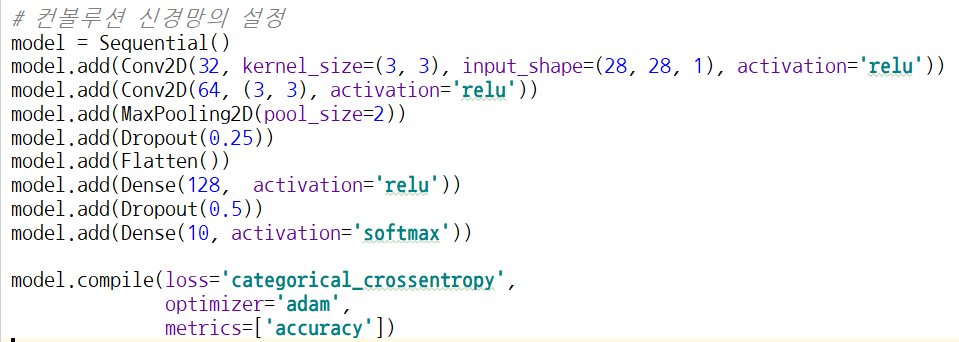 # 컨볼루션 신경망의 설정
model = Sequential()
model.add(Conv2D(32, kernel_size=(3, 3), input_shape=(28, 28, 1), activation='relu'))
model.add(Conv2D(64, (3, 3), activation='relu'))
model.add(MaxPooling2D(pool_size=2))
model.add(Dropout(0.25))
model.add(Flatten())
model.add(Dense(128,  activation='relu'))
model.add(Dropout(0.5))
model.add(Dense(10, activation='softmax'))

model.compile(loss='categorical_crossentropy',
              optimizer='adam',
              metrics=['accuracy'])